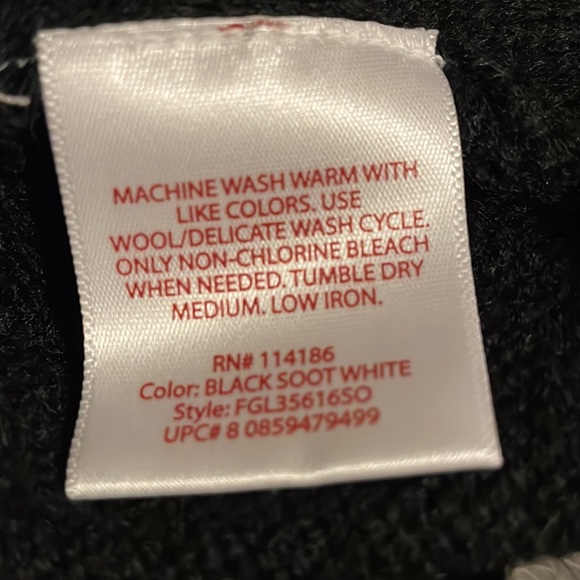 MACHINE WASH WARM WITH
LIKE COLORS. USE
WOOL/DELICATE WASH CYCLE.
ONLY NON-CHLORINE BLEACH
WHEN NEEDED. TUMBLE DRY
MEDIUM. LOW IRON.
RN# 114186
Color: BLACK SOOT WHITE
Style: FGL35616SO
UPC# 8 0859479499